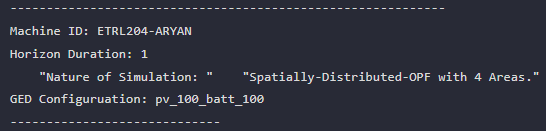 ------------------------------------------------------------
Machine ID: ETRL204-ARYAN
Horizon Duration: 1
    "Nature of Simulation: "    "Spatially-Distributed-OPF with 4 Areas."
GED Configuruation: pv_100_batt_100
-----------------------------